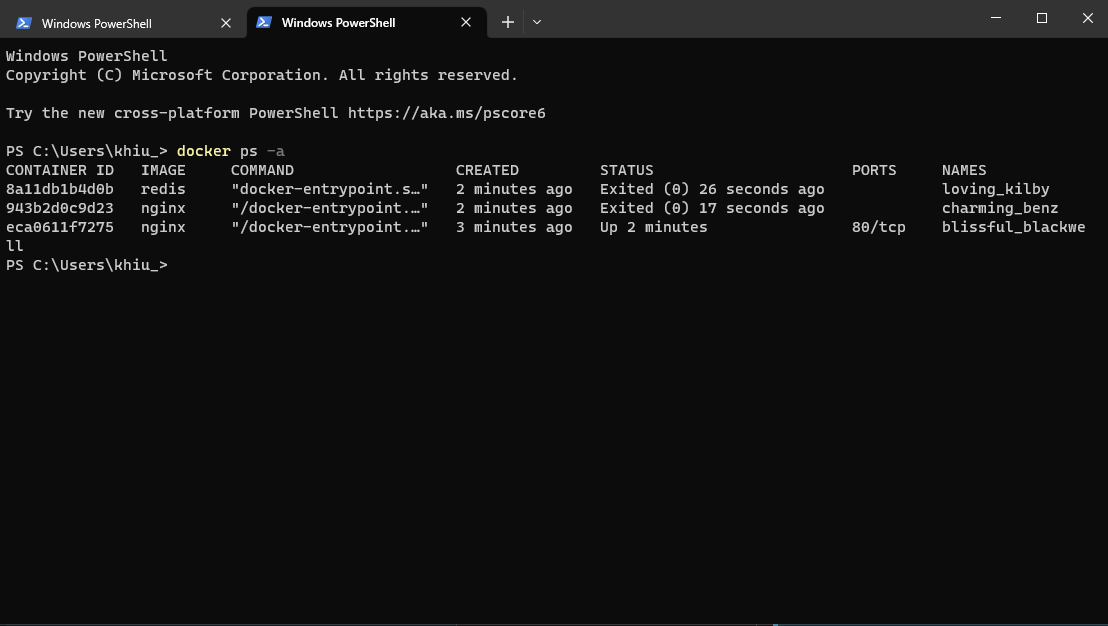 Windows PowerShell
Windows PowerShell
Windows PowerShell
Copyright (C) Microsoft Corporation. All rights reserved.
Try the new cross-platform PowerShell https://aka.ms/pscore6
PS C:\Users\khiu_> docker ps -a
CONTAINER ID   IMAGE     COMMAND                  CREATED         STATUS                      PORTS     NAMES
8a11db1b4d0b   redis     "docker-entrypoint.s…"   2 minutes ago   Exited (0) 26 seconds ago             loving_kilby
943b2d0c9d23   nginx     "/docker-entrypoint.…"   2 minutes ago   Exited (0) 17 seconds ago             charming_benz
eca0611f7275   nginx     "/docker-entrypoint.…"   3 minutes ago   Up 2 minutes                80/tcp    blissful_blackwe
ll
PS C:\Users\khiu_>